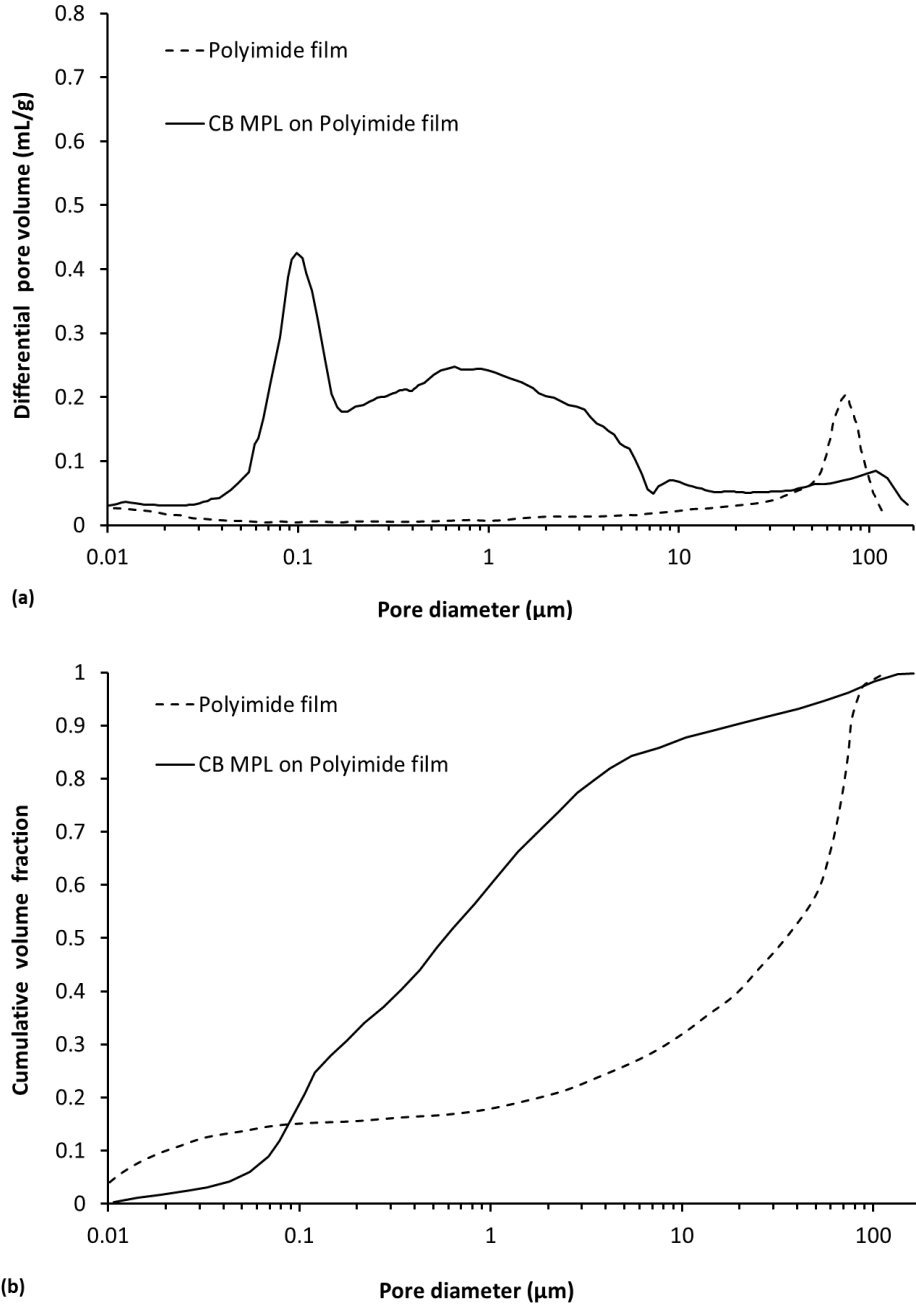 0.8
Polyimide film
0.7
CB MPL on Polyimide film
0.6
0.5
0.4
0.3
0.2
0.1
0
Differential pore volume (mL/g)
0.01 0.1 1 10 100
(a)
Pore diameter (μm)
1
Polyimide film
0.9
CB MPL on Polyimide film
0.8
0.7
0.6
0.5
0.4
0.3
0.2
0.1
0
Cumulative volume fraction
0.01 0.1 1 10 100
(b)
Pore diameter (μm)